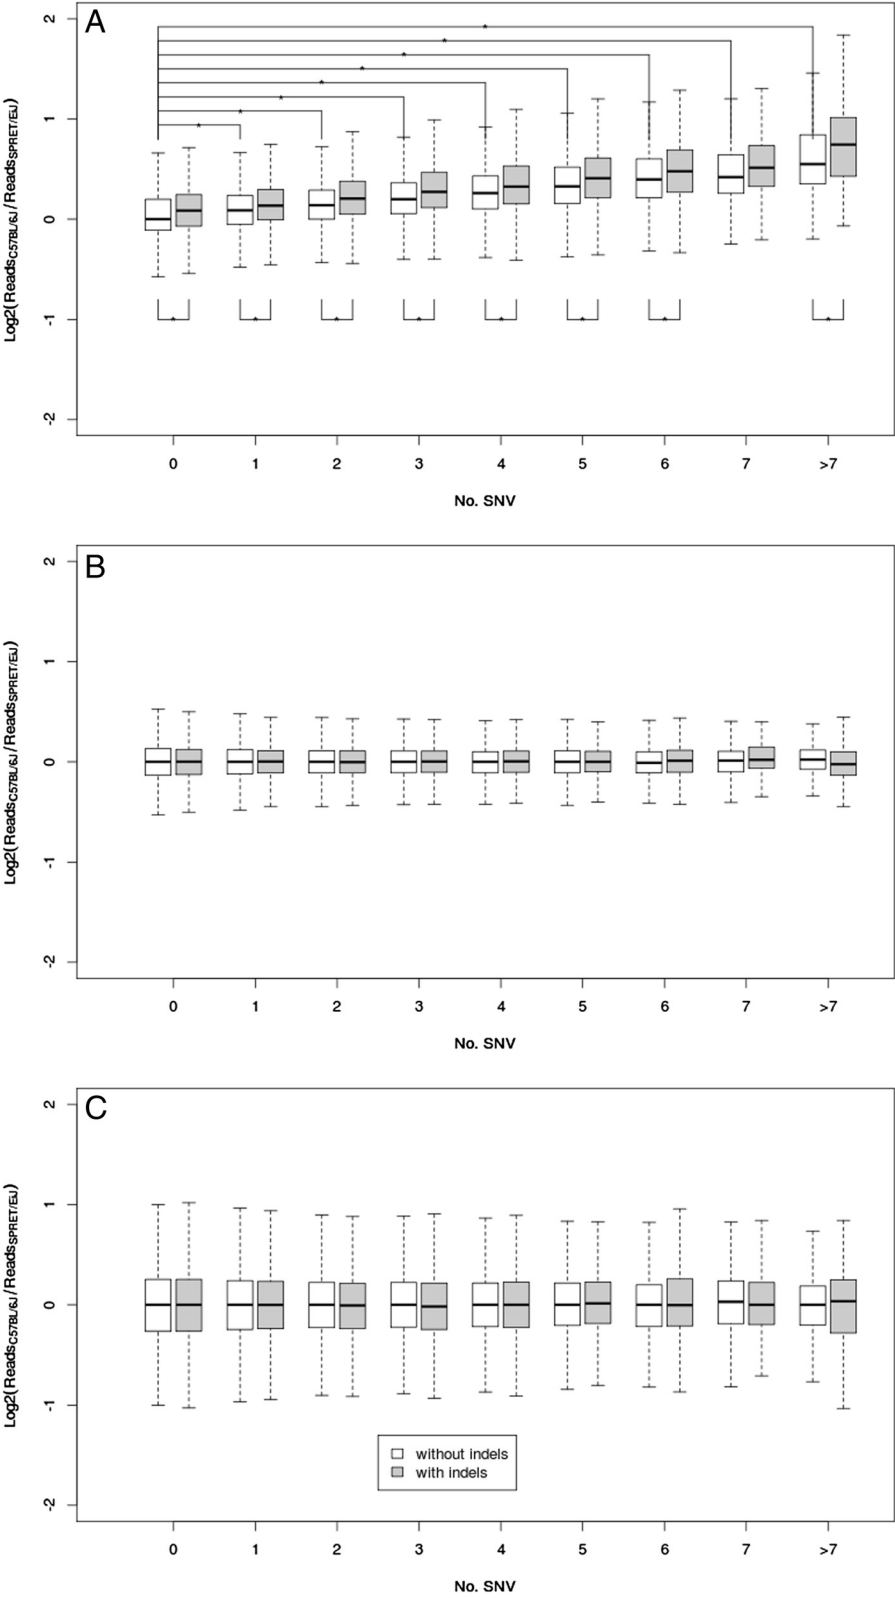 A
Log2(ReadsC57BL/6J/ReadsSPRET/EiJ)
2
1
0
-1
-2
* * * * * * * *
* * * * * * * *
0 1 2 3 4 5 6 7 >7
No. SNV
B
Log2(ReadsC57BL/6J/ReadsSPRET/EiJ)
2
1
0
-1
-2
0 1 2 3 4 5 6 7 >7
No. SNV
C
Log2(ReadsC57BL/6J/ReadsSPRET/EiJ)
2
1
0
-1
-2
without indels
with indels
0 1 2 3 4 5 6 7 >7
No. SNV